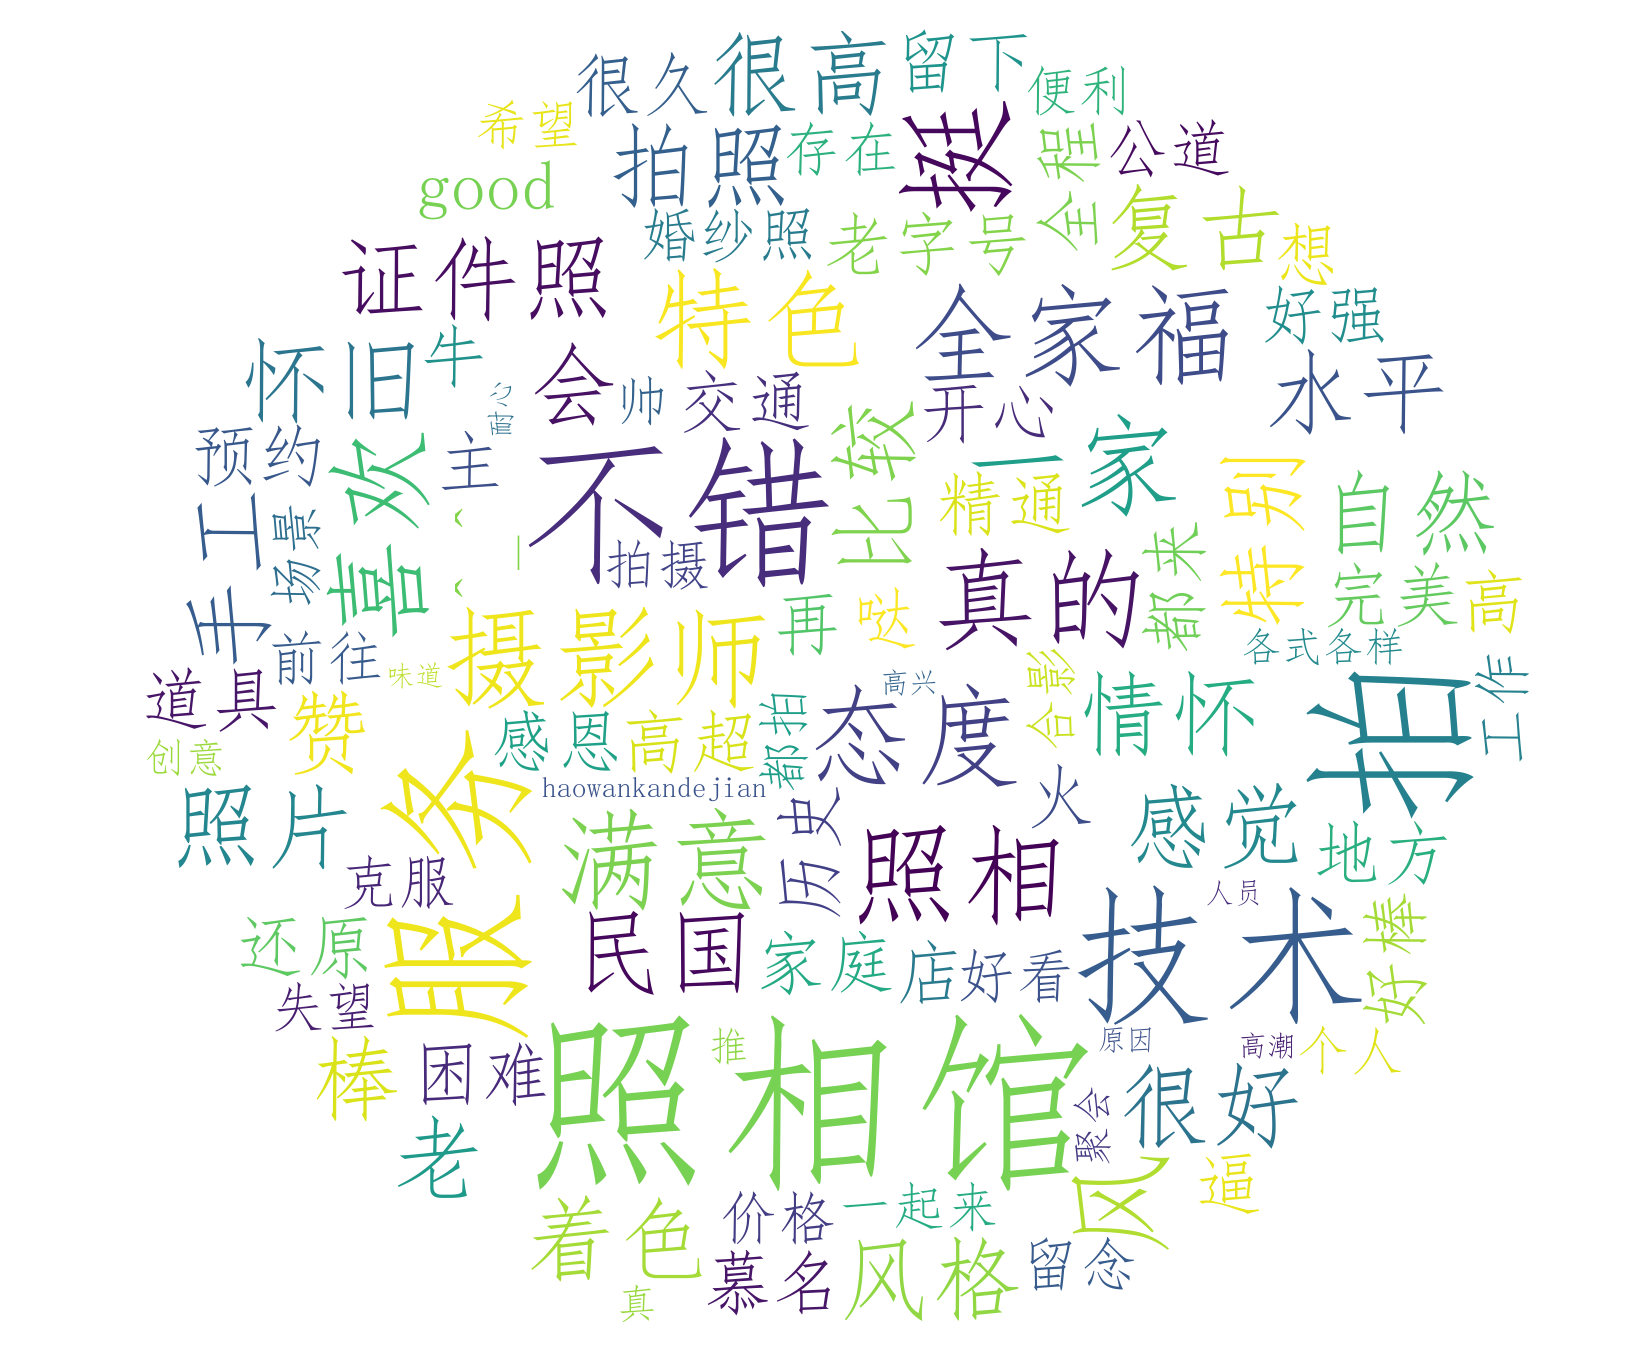 很久
很高
留下
便利
希望
拍照
存在
挺
全程
公道
good
婚纱照
老字号
复古
想
证件照
特色
全家福
好强
怀旧
牛
会
帅
交通
开心
水平
预约
喜欢
主
不错
比较
一家
精通
特别
自然
手工
场景
拍摄
真的
都来
完美
高
前往
味道
摄影师
再
哒
高兴
合影
各式各样
道具
赞
感恩
高超
都拍
态度
情怀
拍
工作
创意
服务
haowankandejian
火
照片
满意
历史
照相
感觉
地方
克服
民国
人员
还原
家庭
店
好看
技术
好棒
失望
棒
困难
照相馆
推
原因
高潮
个人
老
聚会
很好
着色
价格
一起来
风
逼
慕名
风格
留念
真